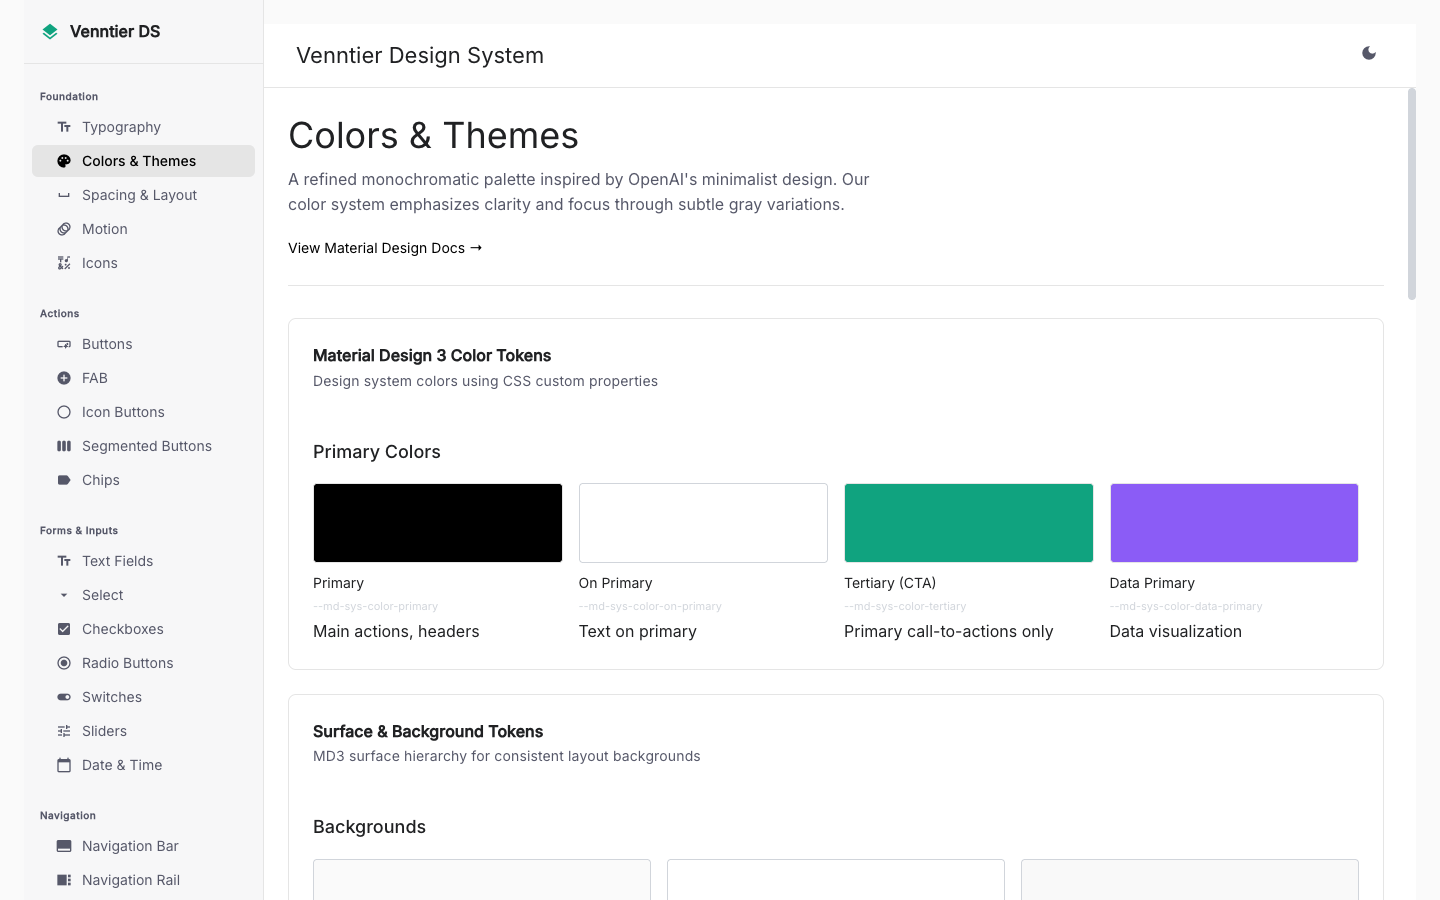 Venntier DS
Foundation
Typography
Colors & Themes
Spacing & Layout
Motion
Icons
Actions
Buttons
FAB
Icon Buttons
Segmented Buttons
Chips
Forms & Inputs
Text Fields
Select
Checkboxes
Radio Buttons
Switches
Sliders
Date & Time
Navigation
Navigation Bar
Navigation Rail
Venntier Design System
Colors & Themes
A refined monochromatic palette inspired by OpenAI's minimalist design. Our
color system emphasizes clarity and focus through subtle gray variations.
View Material Design Docs →
Material Design 3 Color Tokens
Design system colors using CSS custom properties
Primary Colors
Primary
--md-sys-color-primary
Main actions, headers
On Primary
--md-sys-color-on-primary
Text on primary
Tertiary (CTA)
--md-sys-color-tertiary
Primary call-to-actions only
Data Primary
--md-sys-color-data-primary
Data visualization
Surface & Background Tokens
MD3 surface hierarchy for consistent layout backgrounds
Backgrounds